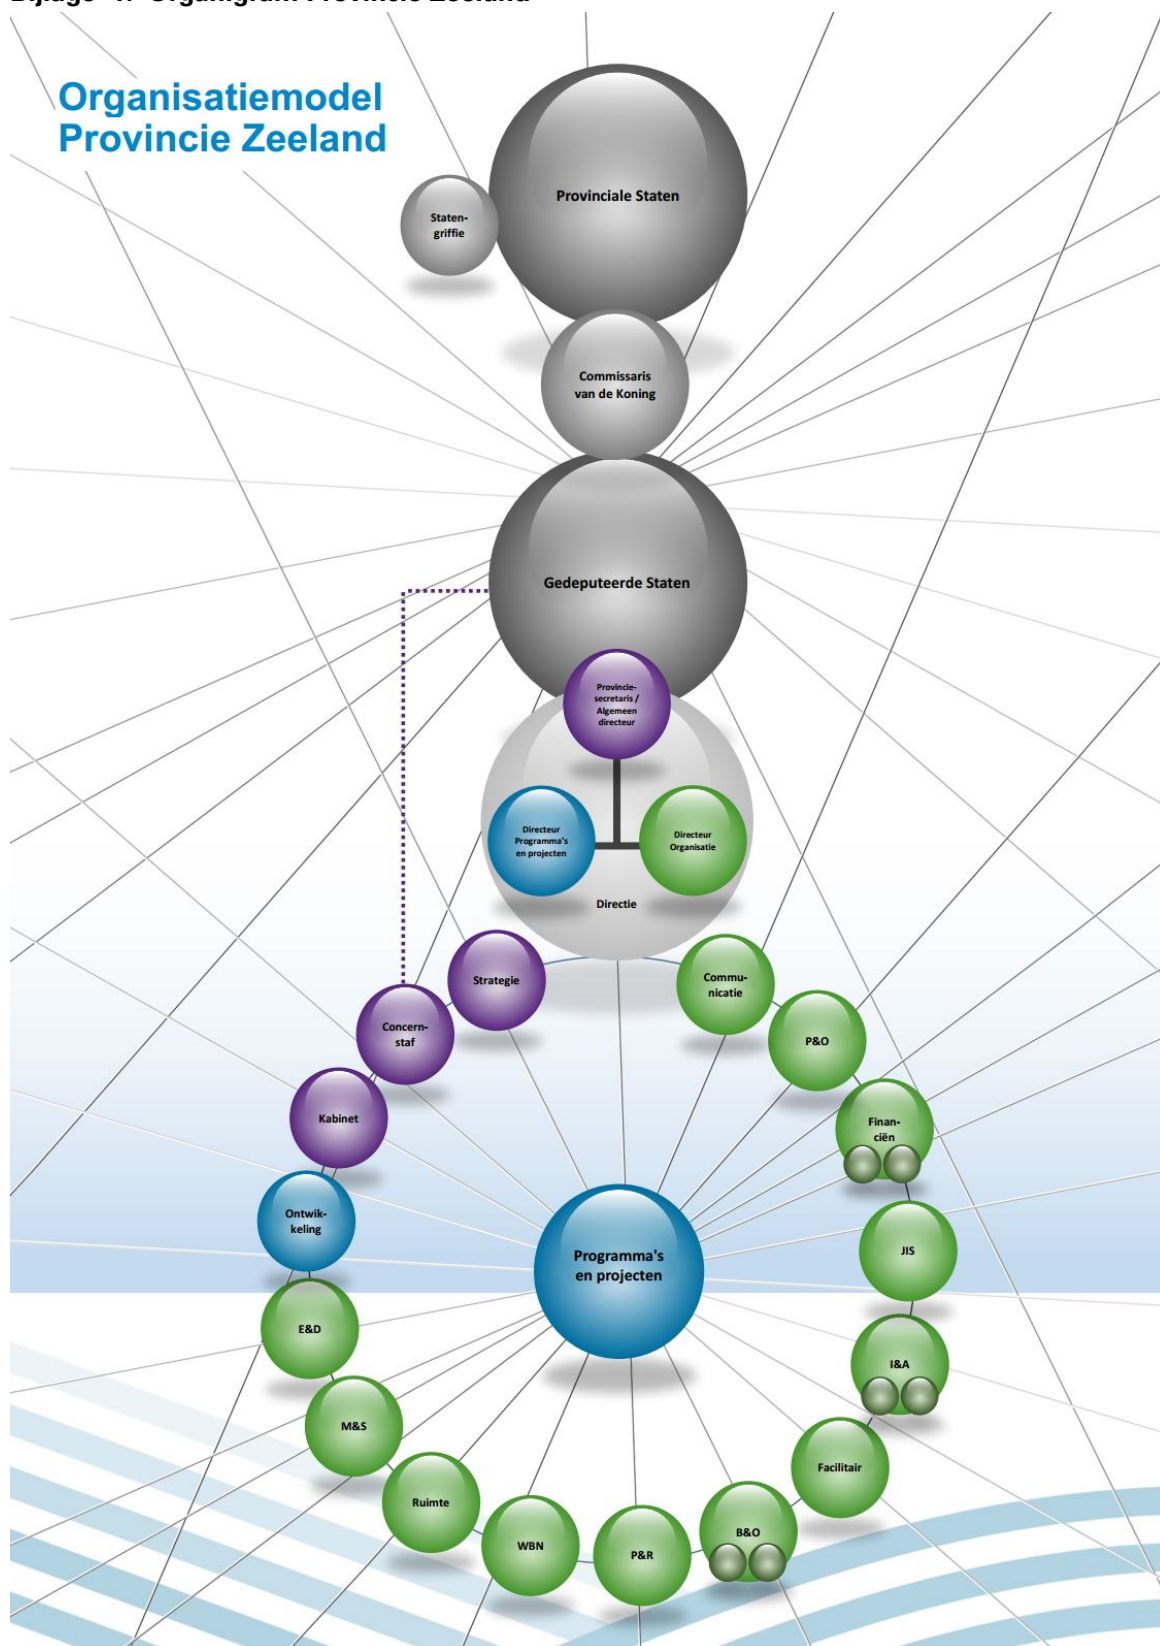 Organisatiemodel
Provincie Zeeland
Provinciale Staten
Staten-
griffie
Commissaris
van de Koning
Gedeputeerde Staten
Provincie-
secretaris /
Algemeen
directeur
Directeur
Programma's
en projecten
Directeur
Organisatie
Directie
Strategie
Commu-
nicatie
Concern-
staf
P&O
Kabinet
Finan-
ciën
Ontwik-
keling
JIS
Programma's
en projecten
E&D
I&A
M&S
Facilitair
Ruimte
WBN
P&R
B&O